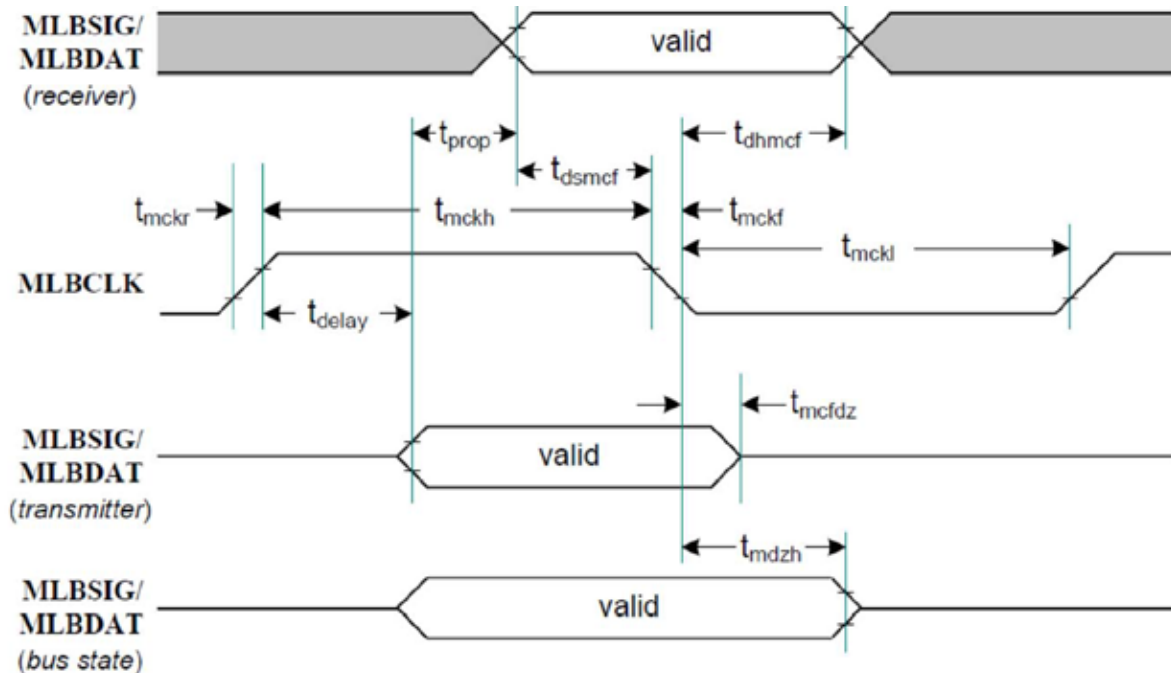 MLBSIG/
MLBDAT
(receiver)
valid
tprop
tdhmcf
tdsmcf
tmckr
tmckh
tmckf
tmckl
MLBCLK
tdelay
tmcfdz
MLBSIG/
MLBDAT
(transmitter)
valid
tmdzh
MLBSIG/
MLBDAT
(bus state)
valid